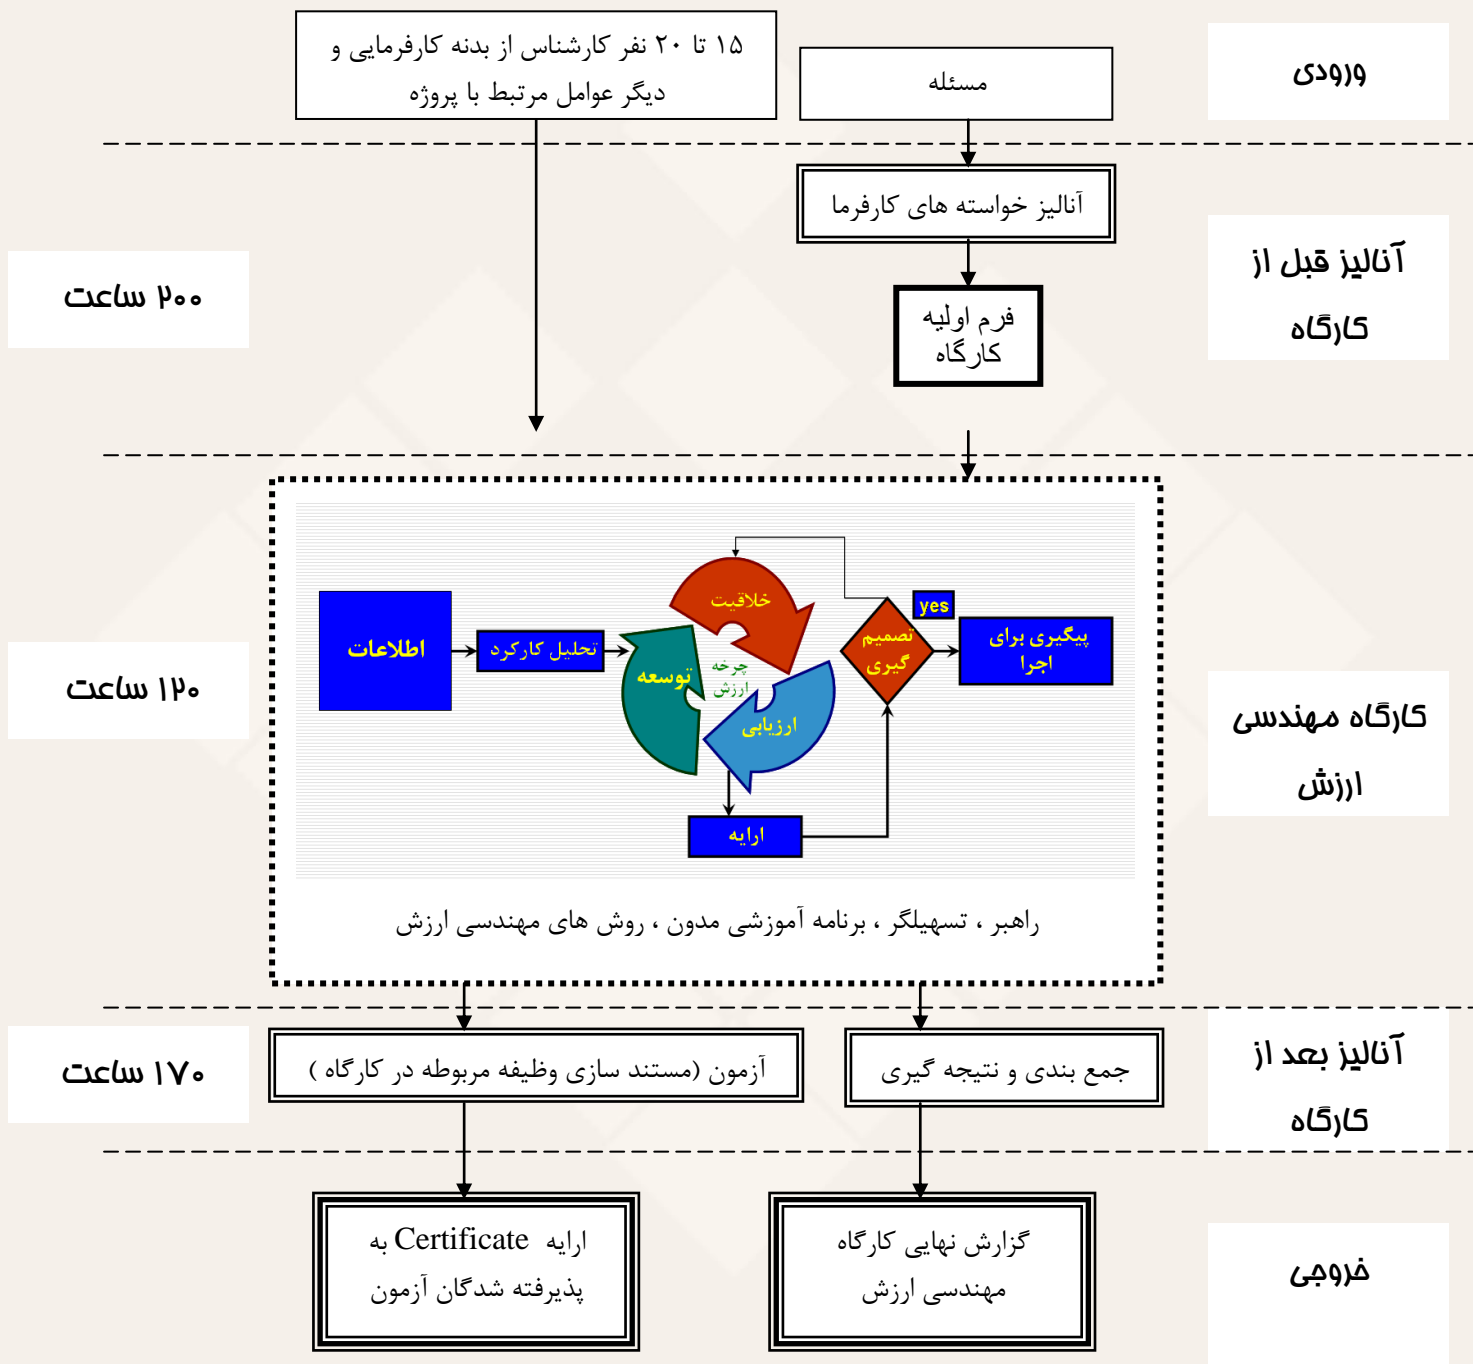 ورودی
مسئله
۱۵ تا ۲۰ نفر کارشناس از بدنه کارفرمایی و
دیگر عوامل مرتبط با پروژه
آنالیز قبل از
کارگاه
آنالیز خواسته های کارفرما
فرم اولیه
کارگاه
۲۰۰ ساعت
کارگاه مهندسی
ارزش
اطلاعات
تحلیل کارکرد
توسعه
چرخه
ارزش
خلاقیت
ارزیابی
ارایه
تصمیم
گیری
yes
پیگیری برای
اجرا
راهبر ، تسهیلگر ، برنامه آموزشی مدون ، روش های مهندسی ارزش
۱۲۰ ساعت
آنالیز بعد از
کارگاه
جمع بندی و نتیجه گیری
آزمون (مستند سازی وظیفه مربوطه در کارگاه )
۱۷۰ ساعت
خروجی
گزارش نهایی کارگاه
مهندسی ارزش
ارایه Certificate به
پذیرفته شدگان آزمون